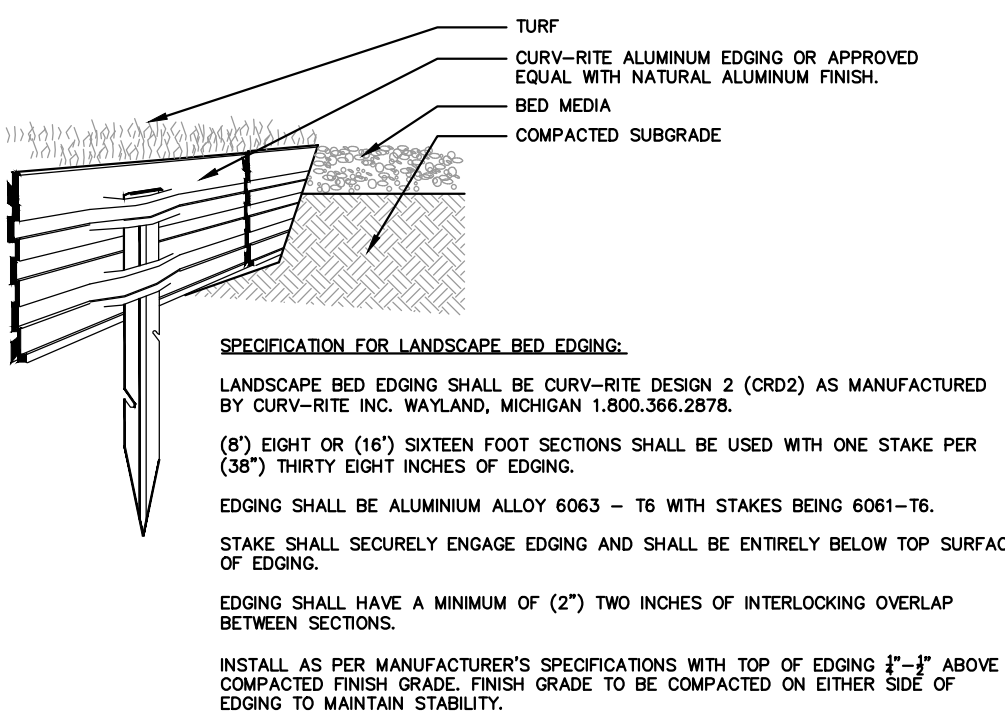 TURF
CURV-RITE ALUMINUM EDGING OR APPROVED
EQUAL WITH NATURAL ALUMINUM FINISH.
BED MEDIA
COMPACTED SUBGRADE
SPECIFICATION FOR LANDSCAPE BED EDGING:
LANDSCAPE BED EDGING SHALL BE CURV-RITE DESIGN 2 (CRD2) AS MANUFACTURED
BY CURV-RITE INC. WAYLAND, MICHIGAN 1.800.366.2878.
(8') EIGHT OR (16') SIXTEEN FOOT SECTIONS SHALL BE USED WITH ONE STAKE PER
(38") THIRTY EIGHT INCHES OF EDGING.
EDGING SHALL BE ALUMINIUM ALLOY 6063 - T6 WITH STAKES BEING 6061-T6.
STAKE SHALL SECURELY ENGAGE EDGING AND SHALL BE ENTIRELY BELOW TOP SURFAC
OF EDGING.
EDGING SHALL HAVE A MINIMUM OF (2") TWO INCHES OF INTERLOCKING OVERLAP
BETWEEN SECTIONS.
INSTALL AS PER MANUFACTURER'S SPECIFICATIONS WITH TOP OF EDGING 1/4"-1/2" ABOVE
COMPACTED FINISH GRADE. FINISH GRADE TO BE COMPACTED ON EITHER SIDE OF
EDGING TO MAINTAIN STABILITY.